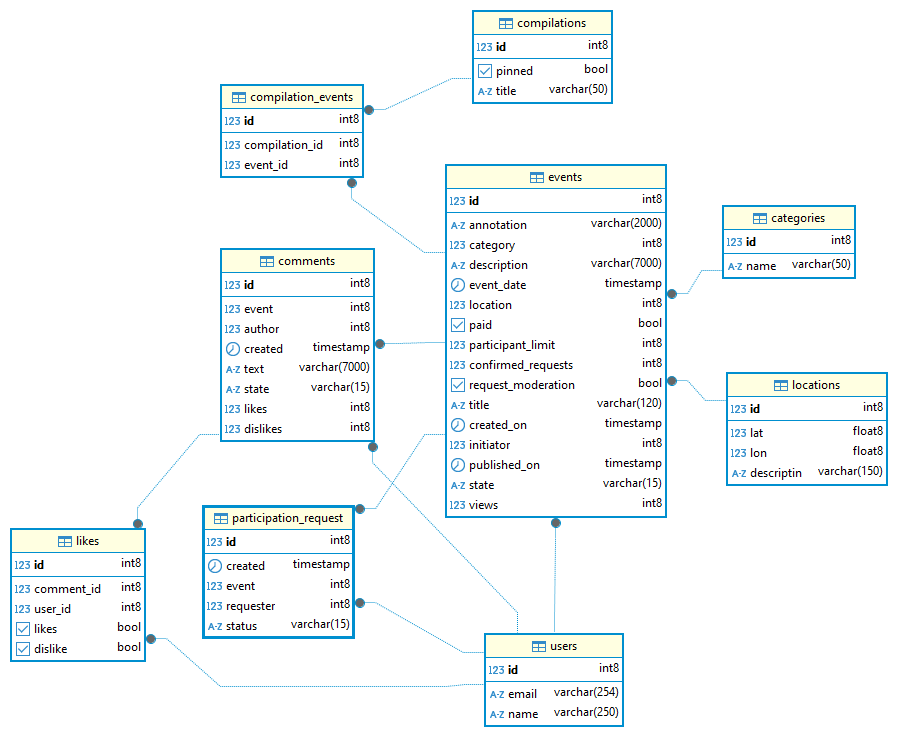 compilations
123 id int8
pinned bool
A-Z title varchar(50)
compilation_events
123 id int8
123 compilation_id int8
123 event_id int8
events
123 id int8
A-Z annotation varchar(2000)
123 category int8
A-Z description varchar(7000)
event_date timestamp
123 location int8
paid bool
123 participant_limit int8
123 confirmed_requests int8
request_moderation bool
A-Z title varchar(120)
created_on timestamp
123 initiator int8
published_on timestamp
A-Z state varchar(15)
123 views int8
categories
123 id int8
A-Z name varchar(50)
comments
123 id int8
123 event int8
123 author int8
created timestamp
A-Z text varchar(7000)
A-Z state varchar(15)
123 likes int8
123 dislikes int8
locations
123 id int8
123 lat float8
123 lon float8
A-Z descriptin varchar(150)
participation_request
123 id int8
created timestamp
123 event int8
123 requester int8
A-Z status varchar(15)
likes
123 id int8
123 comment_id int8
123 user_id int8
likes bool
dislike bool
users
123 id int8
A-Z email varchar(254)
A-Z name varchar(250)